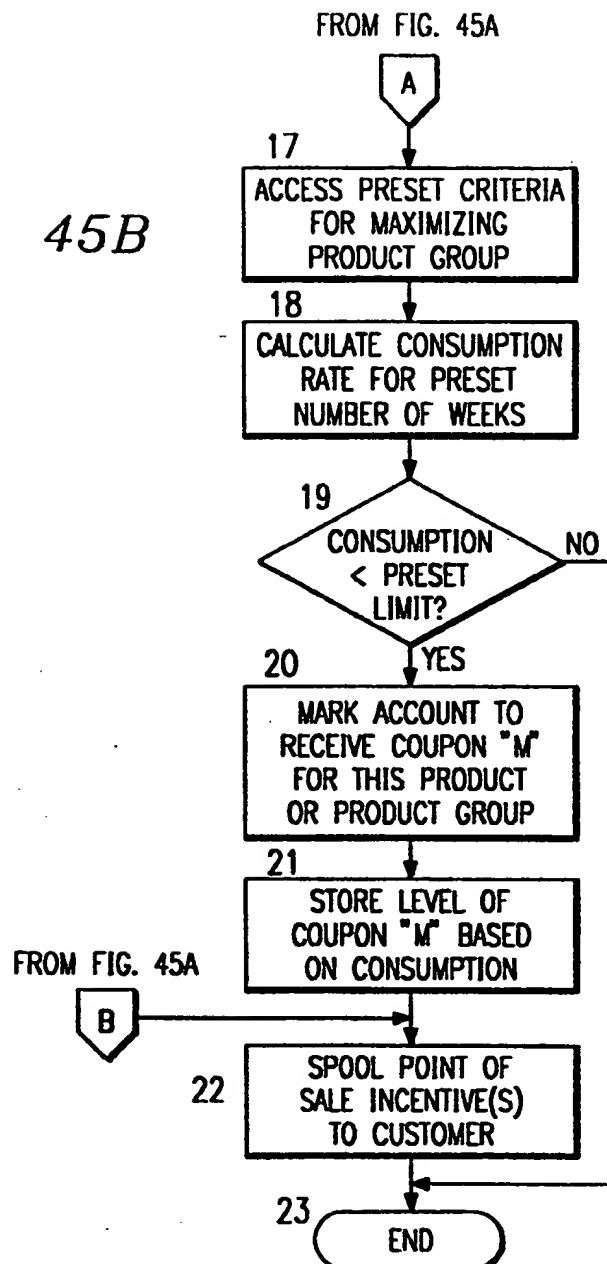 FROM FIG. 45A
A
45B
17
ACCESS PRESET CRITERIA
FOR MAXIMIZING
PRODUCT GROUP
18
CALCULATE CONSUMPTION
RATE FOR PRESET
NUMBER OF WEEKS
19
CONSUMPTION
< PRESET
LIMIT?
NO
YES
20
MARK ACCOUNT TO
RECEIVE COUPON "M"
FOR THIS PRODUCT
OR PRODUCT GROUP
21
STORE LEVEL OF
COUPON "M" BASED
ON CONSUMPTION
FROM FIG. 45A
B
22
SPOOL POINT OF
SALE INCENTIVE(S)
TO CUSTOMER
23
END